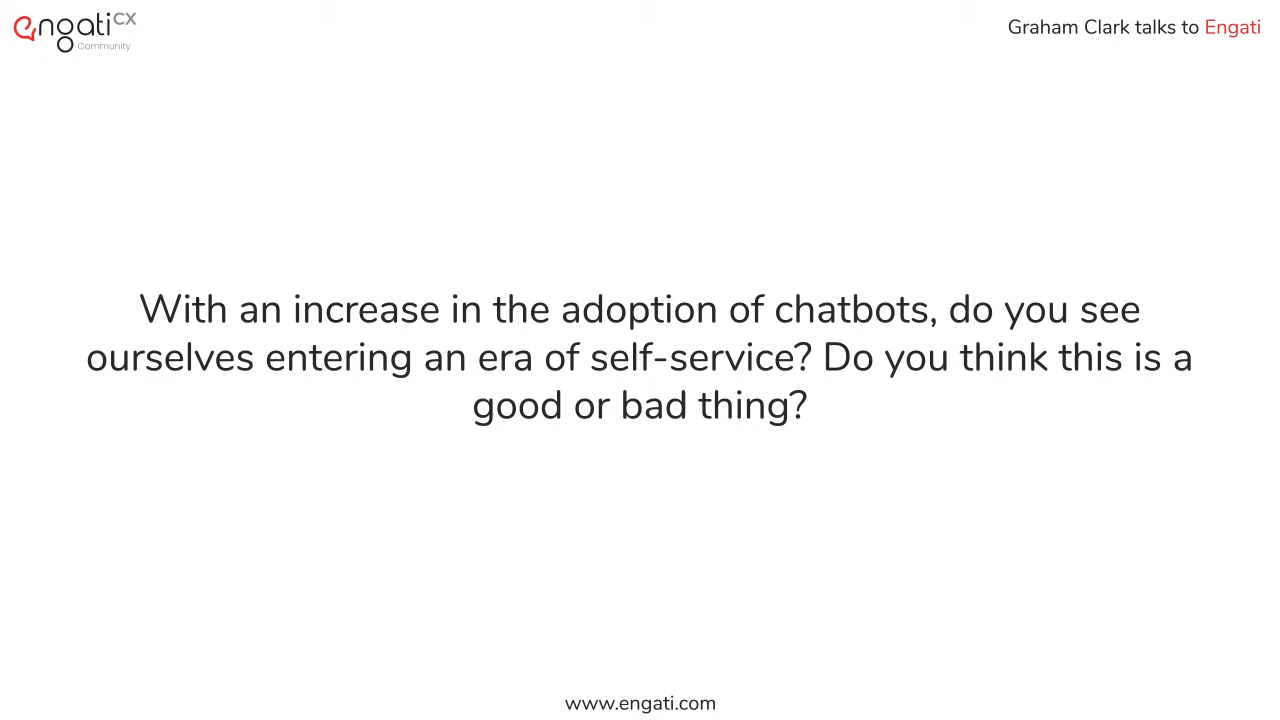 engati CX
Community
Graham Clark talks to Engati
With an increase in the adoption of chatbots, do you see
ourselves entering an era of self-service? Do you think this is a
good or bad thing?
www.engati.com